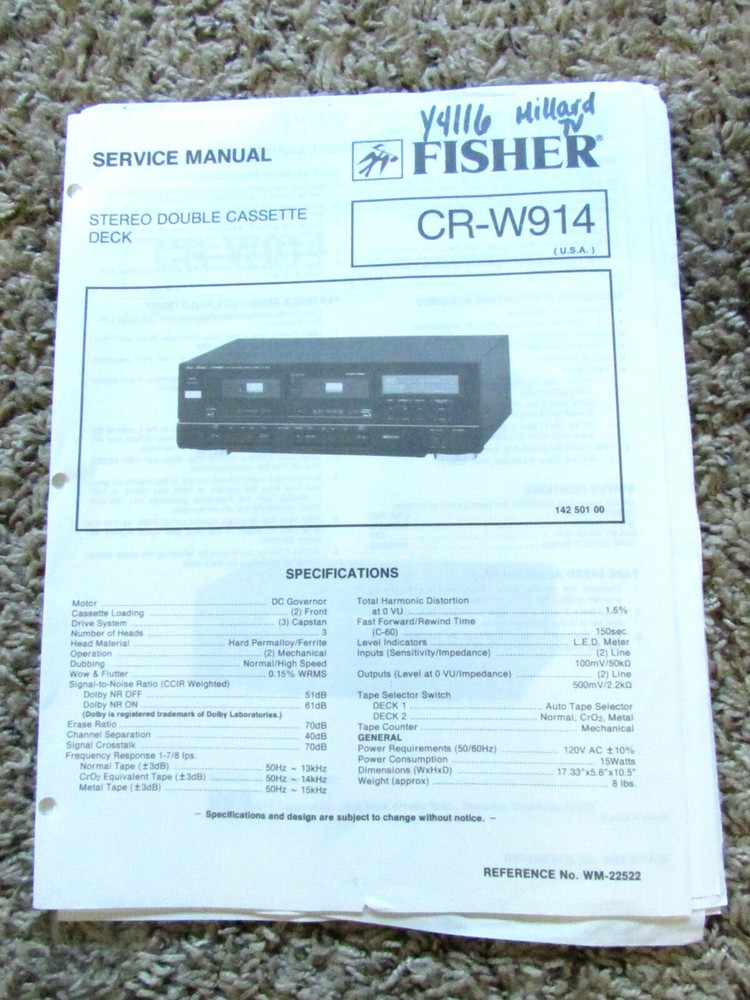 Y4116 Millard
TV
SERVICE MANUAL
FISHER®
STEREO DOUBLE CASSETTE
DECK
CR-W914
(U.S.A.)
142 501 00
SPECIFICATIONS
Motor ... DC Governor
Cassette Loading ... (2) Front
Drive System ... (3) Capstan
Number of Heads ... 3
Head Material ... Hard Permalloy/Ferrite
Operation ... (2) Mechanical
Dubbing ... Normal/High Speed
Wow & Flutter ... 0.15% WRMS
Signal-to-Noise Ratio (CCIR Weighted)
Dolby NR OFF ... 51dB
Dolby NR ON ... 61dB
(Dolby is registered trademark of Dolby Laboratories.)
Erase Ratio ... 70dB
Channel Separation ... 40dB
Signal Crosstalk ... 70dB
Frequency Response 1-7/8 Ips.
Normal Tape (±3dB) ... 50Hz ~ 13kHz
CrO2 Equivalent Tape (±3dB) ... 50Hz ~ 14kHz
Metal Tape (±3dB) ... 50Hz ~ 15kHz
Total Harmonic Distortion
at 0 VU ... 1.5%
Fast Forward/Rewind Time
(C-60) ... 150sec.
Level Indicators ... L.E.D. Meter
Inputs (Sensitivity/Impedance) ... (2) Line
100mV/50kΩ
Outputs (Level at 0 VU/Impedance) ... (2) Line
500mV/2.2kΩ
Tape Selector Switch
DECK 1 ... Auto Tape Selector
DECK 2 ... Normal, CrO2, Metal
Tape Counter ... Mechanical
GENERAL
Power Requirements (50/60Hz) ... 120V AC ±10%
Power Consumption ... 15Watts
Dimensions (WxHxD) ... 17.33"x5.6"x10.5"
Weight (approx) ... 8 lbs.
– Specifications and design are subject to change without notice. –
REFERENCE No. WM-22522